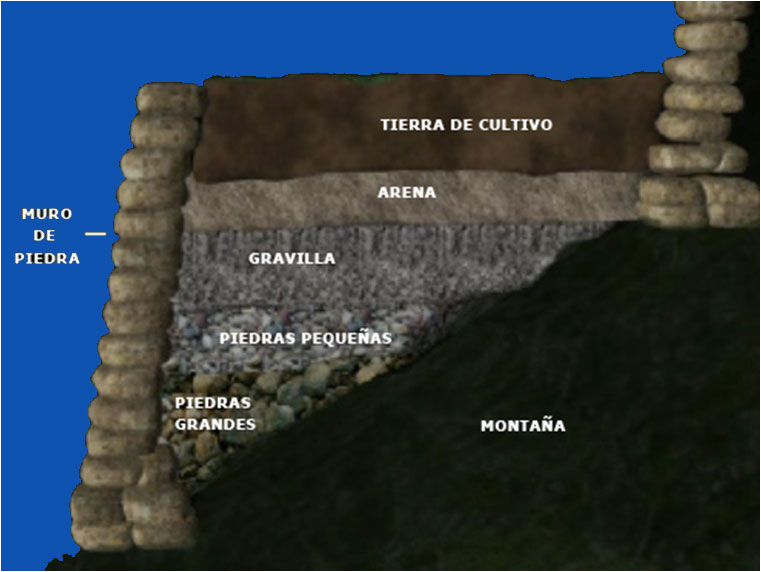 TIERRA DE CULTIVO
ARENA
MURO
DE
PIEDRA
GRAVILLA
PIEDRAS PEQUEÑAS
PIEDRAS
GRANDES
MONTAÑA